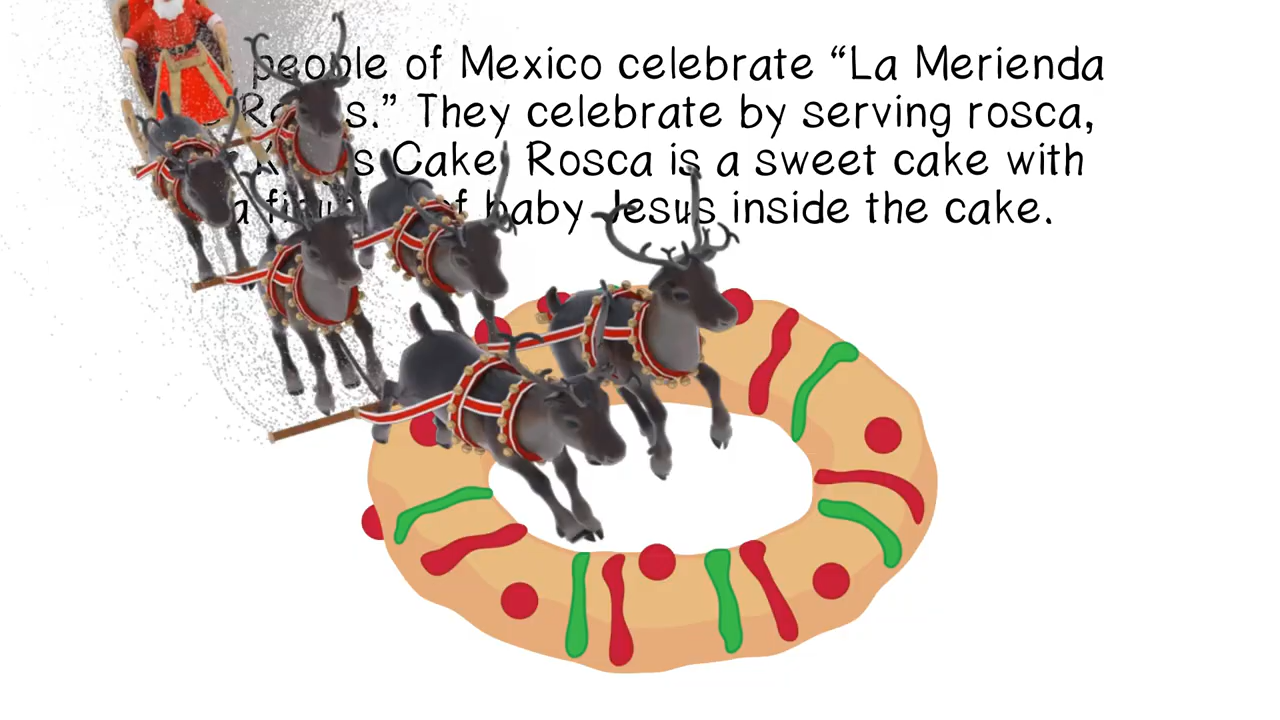 people of Mexico celebrate “La Merienda
They celebrate by serving rosca,
Cake. Rosca is a sweet cake with
a of baby Jesus inside the cake.